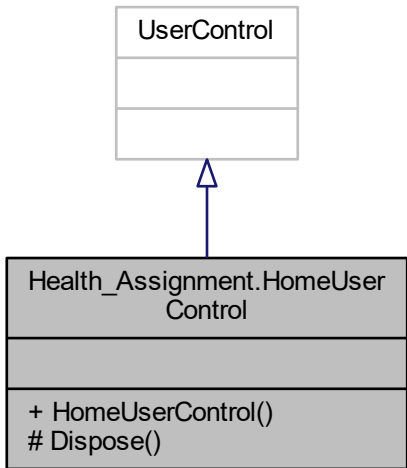 UserControl
Health_Assignment.HomeUser
Control
+ HomeUserControl()
# Dispose()